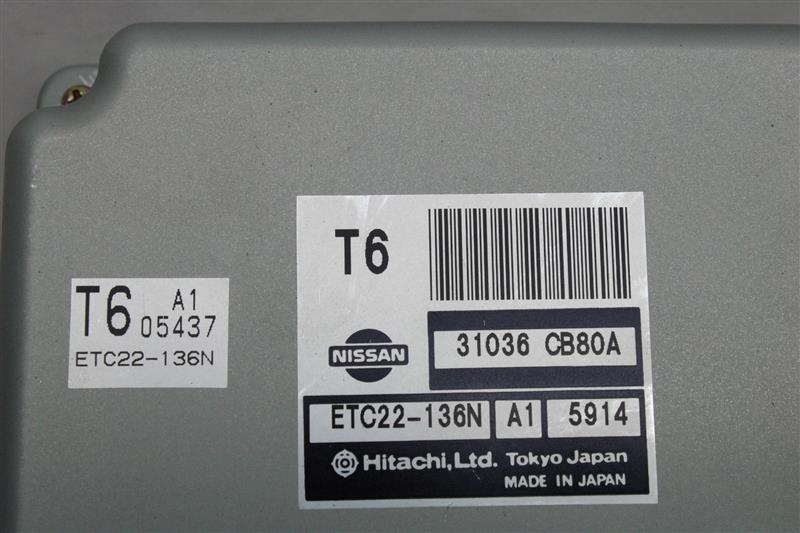 T6 A1
05437
ETC22-136N
T6
NISSAN
31036 CB80A
ETC22-136N A1 5914
Hitachi,Ltd. Tokyo Japan
MADE IN JAPAN